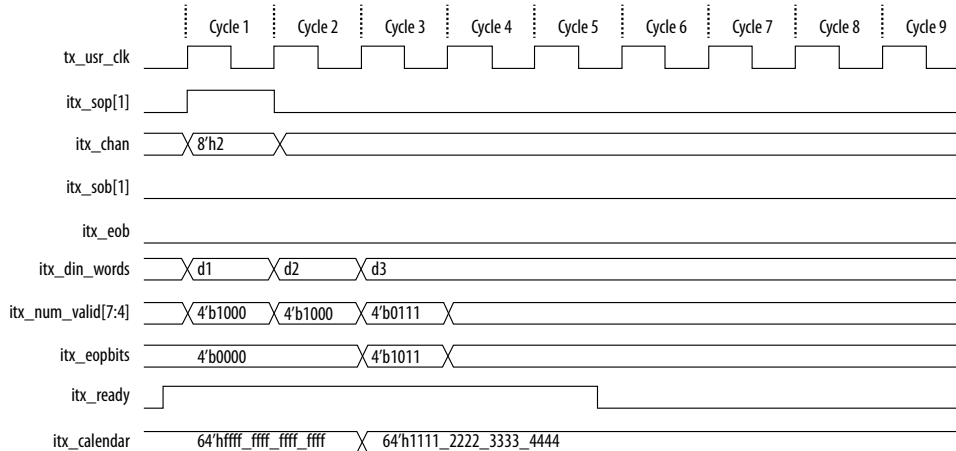 Cycle 1 Cycle 2 Cycle 3 Cycle 4 Cycle 5 Cycle 6 Cycle 7 Cycle 8 Cycle 9
tx_usr_clk
itx_sop[1]
itx_chan 8’h2
itx_sob[1]
itx_eob
itx_din_words d1 d2 d3
itx_num_valid[7:4] 4’b1000 4’b1000 4’b0111
itx_eopbits 4’b0000 4’b1011
itx_ready
itx_calendar 64’hffff_ffff_ffff_ffff 64’h1111_2222_3333_4444